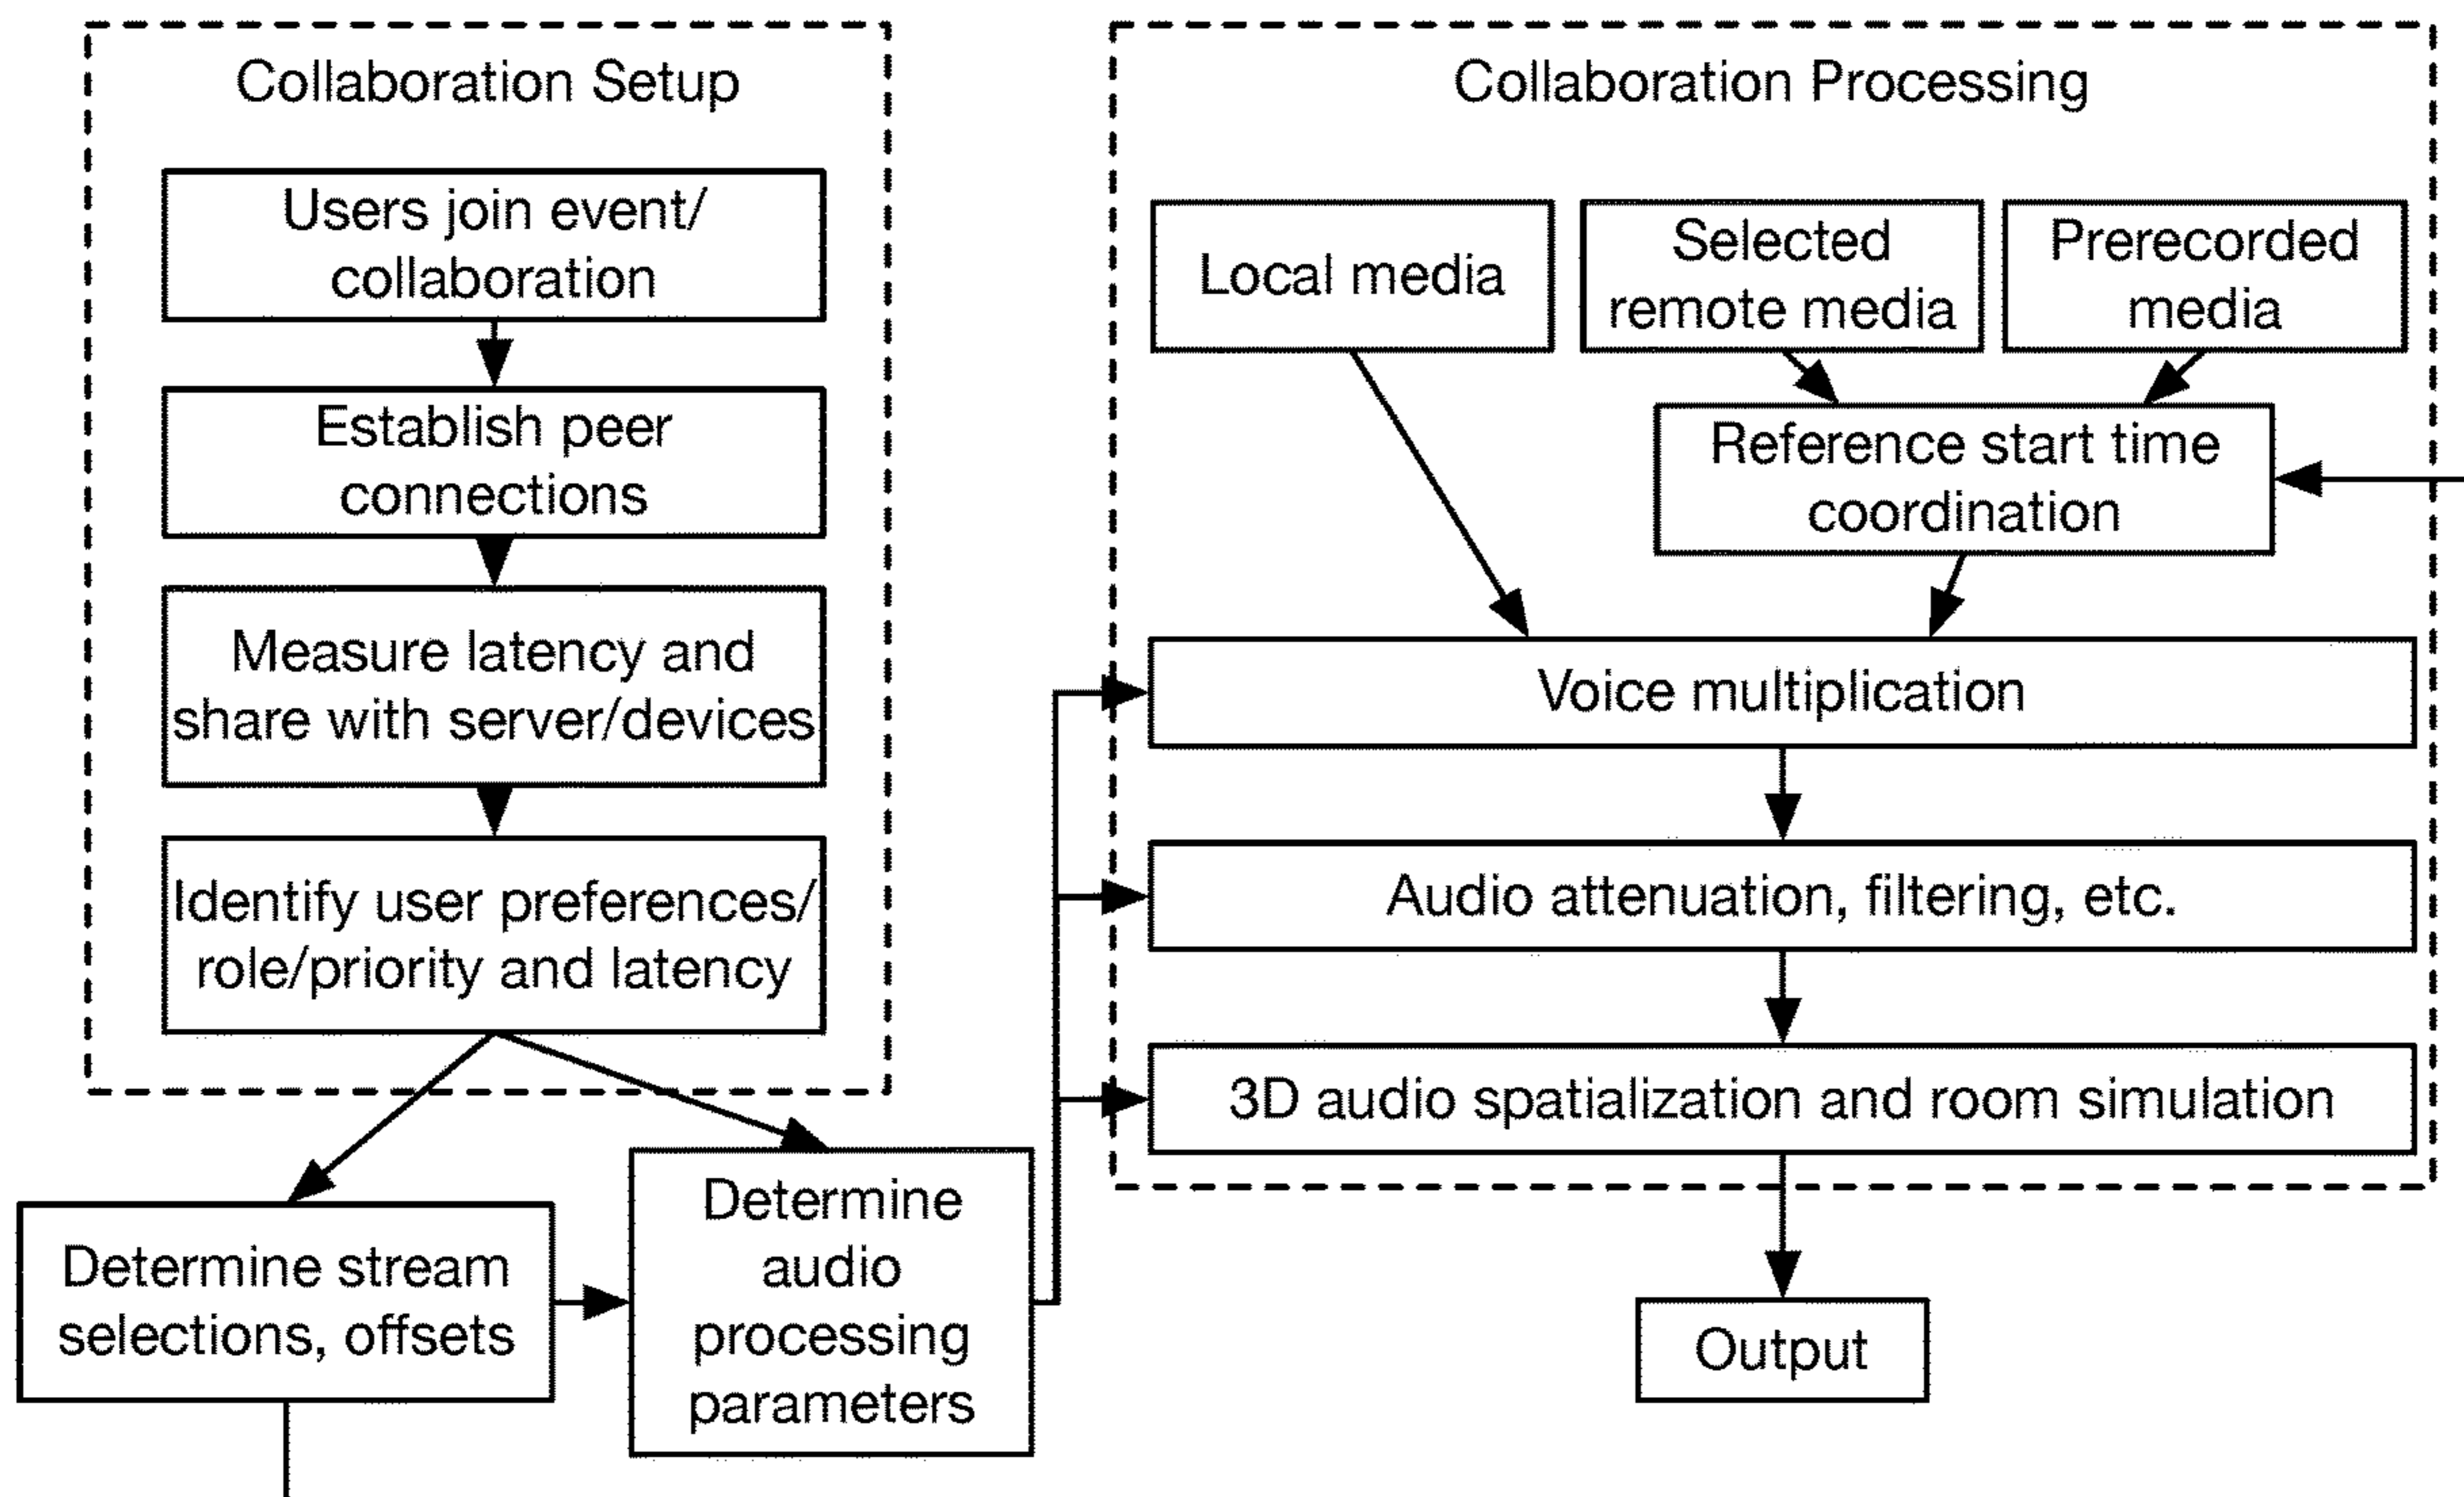 Collaboration Setup
Users join event/
collaboration
Establish peer
connections
Measure latency and
share with server/devices
Identify user preferences/
role/priority and latency
Determine stream
selections, offsets
Determine
audio
processing
parameters
Collaboration Processing
Local media
Selected
remote media
Prerecorded
media
Reference start time
coordination
Voice multiplication
Audio attenuation, filtering, etc.
3D audio spatialization and room simulation
Output